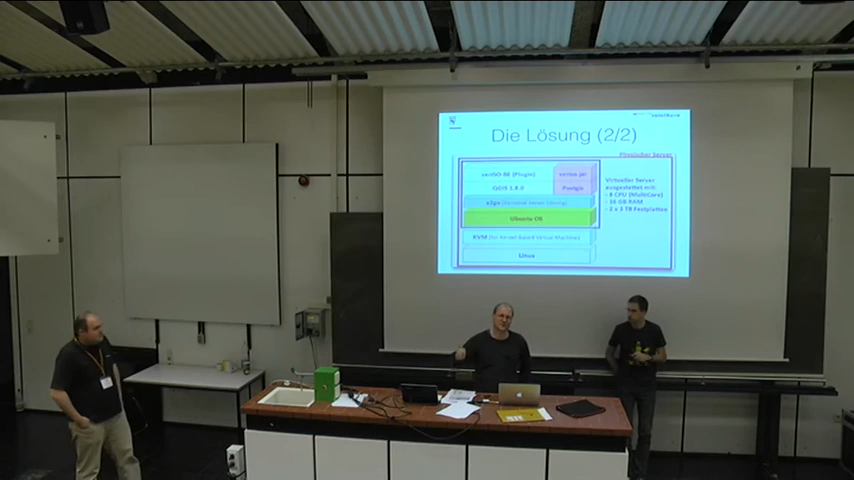 Die Lösung (2/2)
Physischer Server
veriSO BE (Plugin)
veriso.jar
QGIS 1.8.0
Postgis
x2go
Ubuntu OS
KVM (für Kernel-based Virtual Machine)
Linux
Virtueller Server
ausgestattet mit:
- 8 CPU (MultiCore)
- 16 GB RAM
- 2 x 3 TB Festplatten